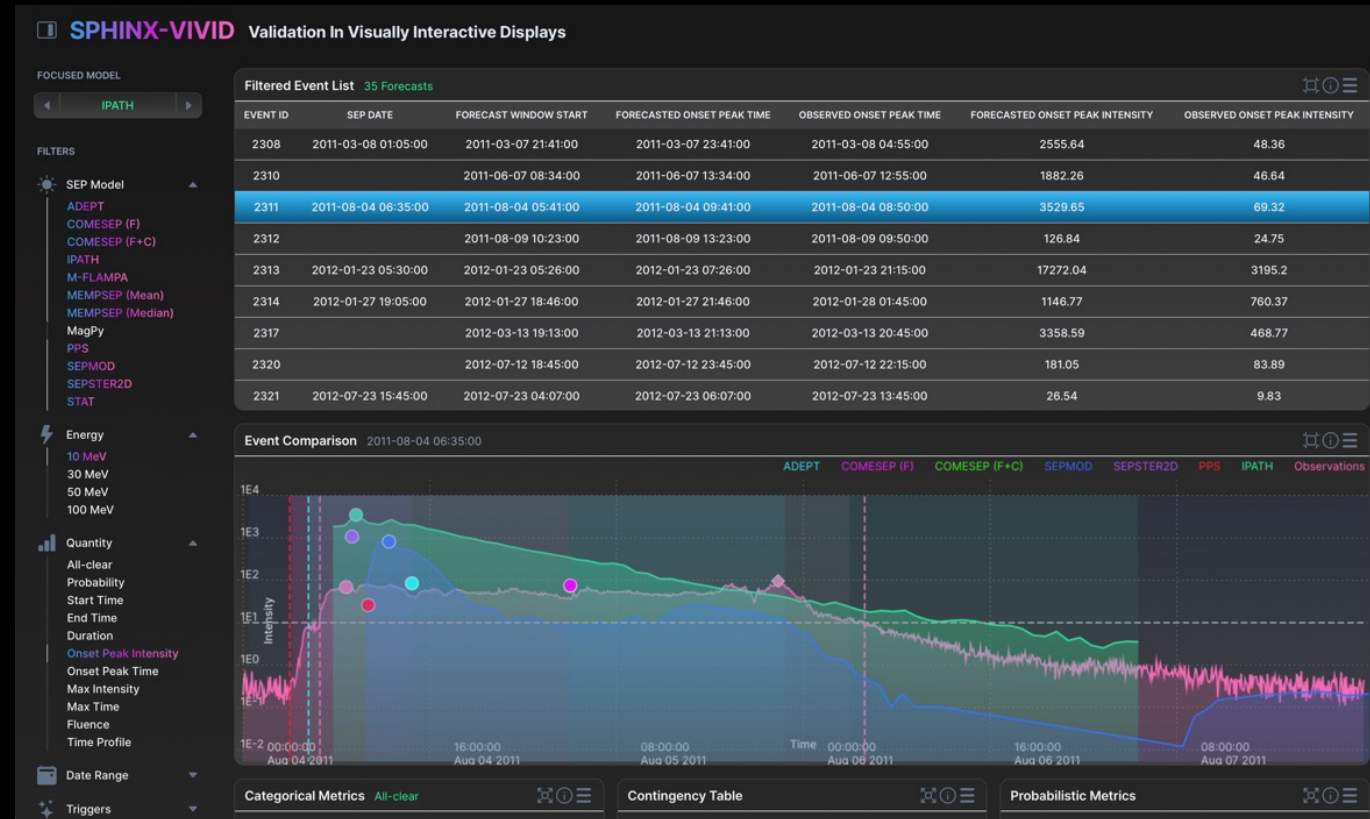 SPHINX-VIVID Validation In Visually Interactive Displays
FOCUSED MODEL
IPATH
FILTERS
SEP Model
ADEPT
COMESEP (F)
COMESEP (F+C)
IPATH
M-FLAMPA
MEMPSEP (Mean)
MEMPSEP (Median)
MagPy
PPS
SEPMOD
SEPSTER2D
STAT
Energy
10 MeV
30 MeV
50 MeV
100 MeV
Quantity
All-clear
Probability
Start Time
End Time
Duration
Onset Peak Intensity
Onset Peak Time
Max Intensity
Max Time
Fluence
Time Profile
Date Range
Triggers
Filtered Event List 35 Forecasts
EVENT ID SEP DATE FORECAST WINDOW START FORECASTED ONSET PEAK TIME OBSERVED ONSET PEAK TIME FORECASTED ONSET PEAK INTENSITY OBSERVED ONSET PEAK INTENSITY
2308 2011-03-08 01:05:00 2011-03-07 21:41:00 2011-03-07 23:41:00 2011-03-08 04:55:00 2555.64 48.36
2310 2011-06-07 08:34:00 2011-06-07 13:34:00 2011-06-07 12:55:00 1882.26 46.64
2311 2011-08-04 06:35:00 2011-08-04 05:41:00 2011-08-04 09:41:00 2011-08-04 08:50:00 3529.65 69.32
2312 2011-08-09 10:23:00 2011-08-09 13:23:00 2011-08-09 09:50:00 126.84 24.75
2313 2012-01-23 05:30:00 2012-01-23 05:26:00 2012-01-23 07:26:00 2012-01-23 21:15:00 17272.04 3195.2
2314 2012-01-27 19:05:00 2012-01-27 18:46:00 2012-01-27 21:46:00 2012-01-28 01:45:00 1146.77 760.37
2317 2012-03-13 19:13:00 2012-03-13 21:13:00 2012-03-13 20:45:00 3358.59 468.77
2320 2012-07-12 18:45:00 2012-07-12 23:45:00 2012-07-12 22:15:00 181.05 83.89
2321 2012-07-23 15:45:00 2012-07-23 04:07:00 2012-07-23 06:07:00 2012-07-23 13:45:00 26.54 9.83
Event Comparison 2011-08-04 06:35:00
ADEPT COMESEP (F) COMESEP (F+C) SEPMOD SEPSTER2D PPS IPATH Observations
1E4
1E3
1E2
1E1
1E0
1E-1
1E-2
Intensity
00:00:00 16:00:00 08:00:00 Time 00:00:00 16:00:00 08:00:00
Aug 04 2011 Aug 04 2011 Aug 05 2011 Aug 06 2011 Aug 06 2011 Aug 07 2011
Categorical Metrics All-clear
Contingency Table
Probabilistic Metrics